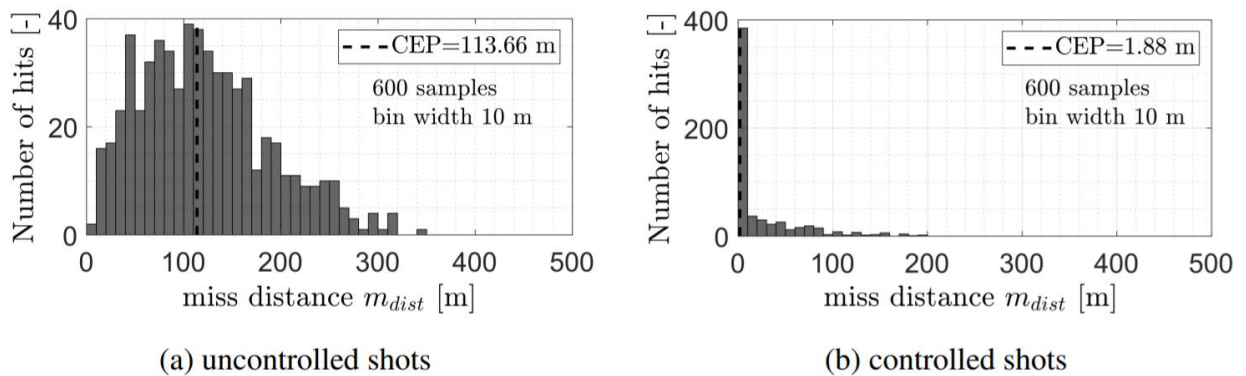 Number of hits [-]
40
20
0
CEP=113.66 m
600 samples
bin width 10 m
0 100 200 300 400 500
miss distance m_dist [m]
(a) uncontrolled shots
Number of hits [-]
400
200
0
CEP=1.88 m
600 samples
bin width 10 m
0 100 200 300 400 500
miss distance m_dist [m]
(b) controlled shots